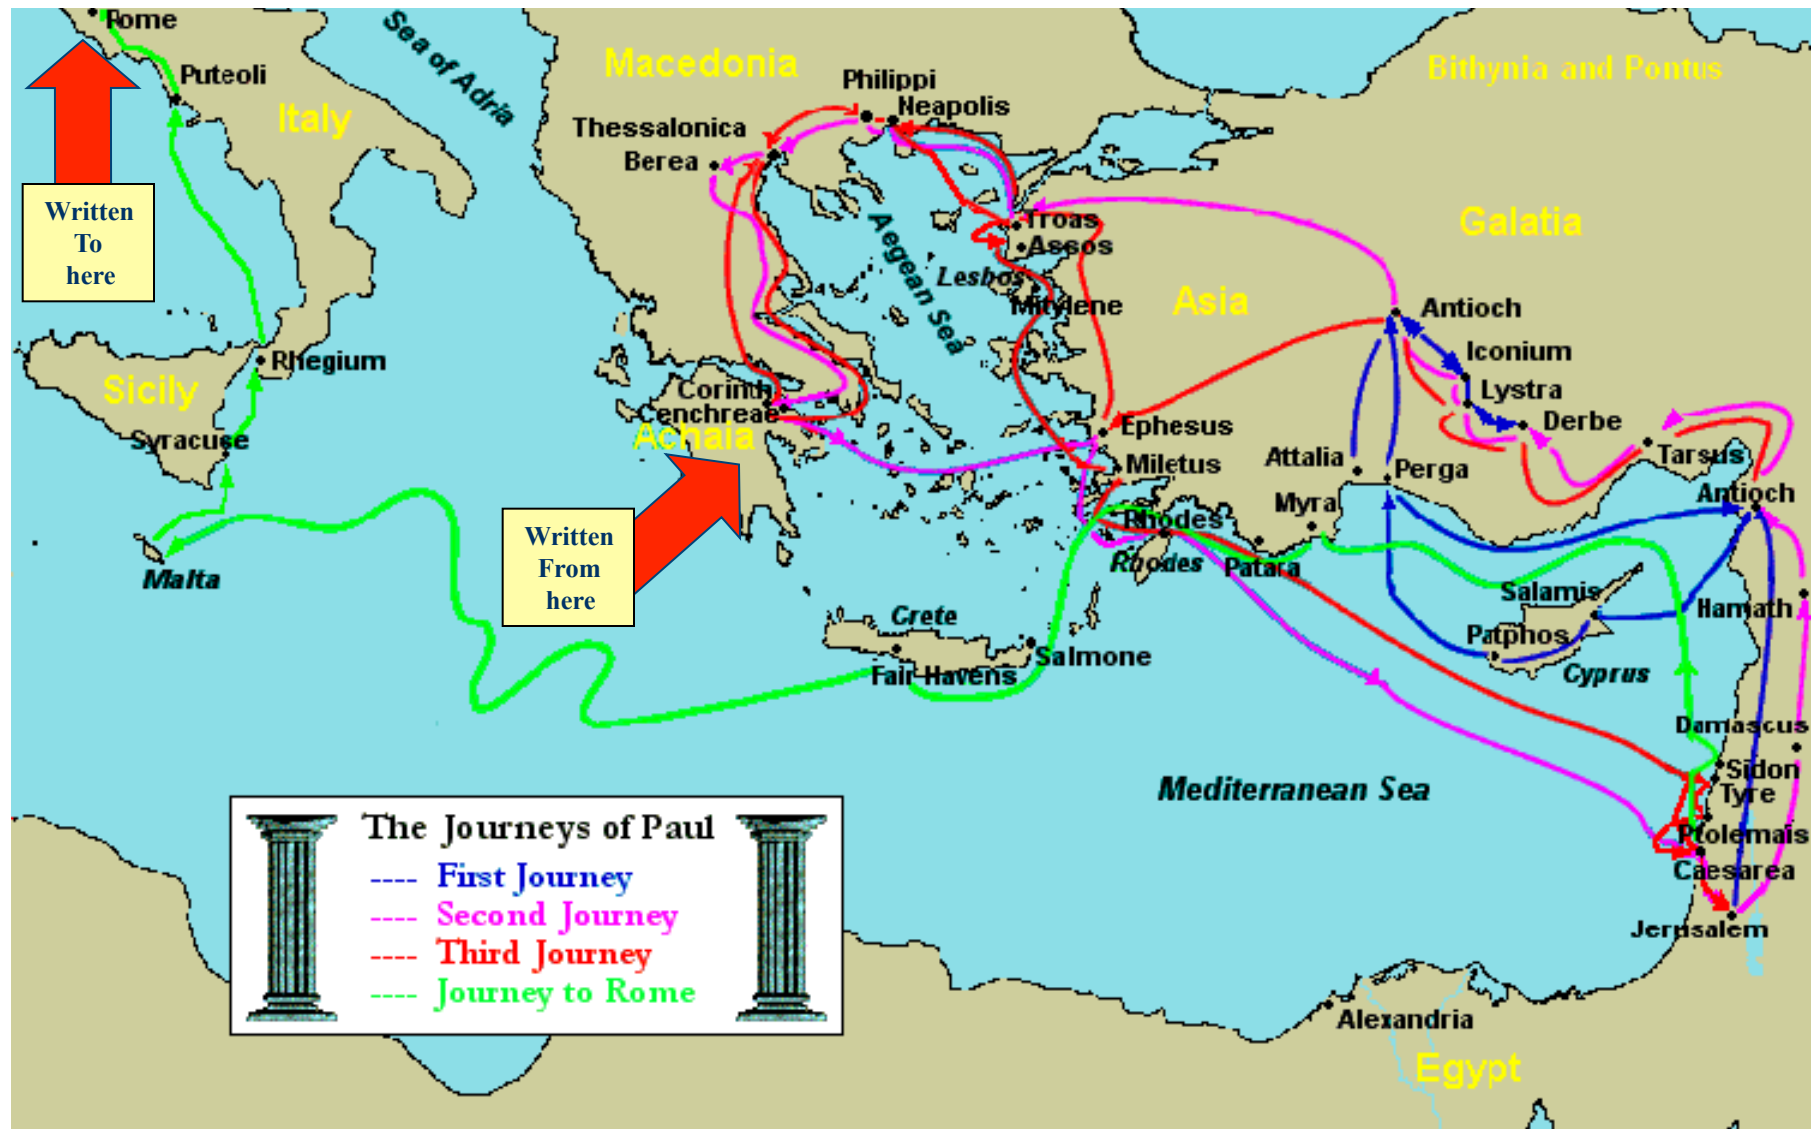 Rome
Puteoli
Italy
Sea of Adria
Macedonia
Philippi
Neapolis
Thessalonica
Berea
Bithynia and Pontus
Written
To
here
Troas
Assos
Aegean Sea
Lesbos
Mitylene
Galatia
Asia
Antioch
Iconium
Lystra
Derbe
Rhegium
Sicily
Syracuse
Corinth
Cenchreae
Achaia
Ephesus
Miletus
Attalia
Perga
Tarsus
Antioch
Myra
Rhodes
Rhodes
Patara
Written
From
here
Malta
Crete
Salmone
Fair Havens
Salamis
Patphos
Cyprus
Hamath
Damascus
Sidon
Tyre
Ptolemais
Caesarea
Jerusalem
Mediterranean Sea
The Journeys of Paul
---- First Journey
---- Second Journey
---- Third Journey
---- Journey to Rome
Alexandria
Egypt